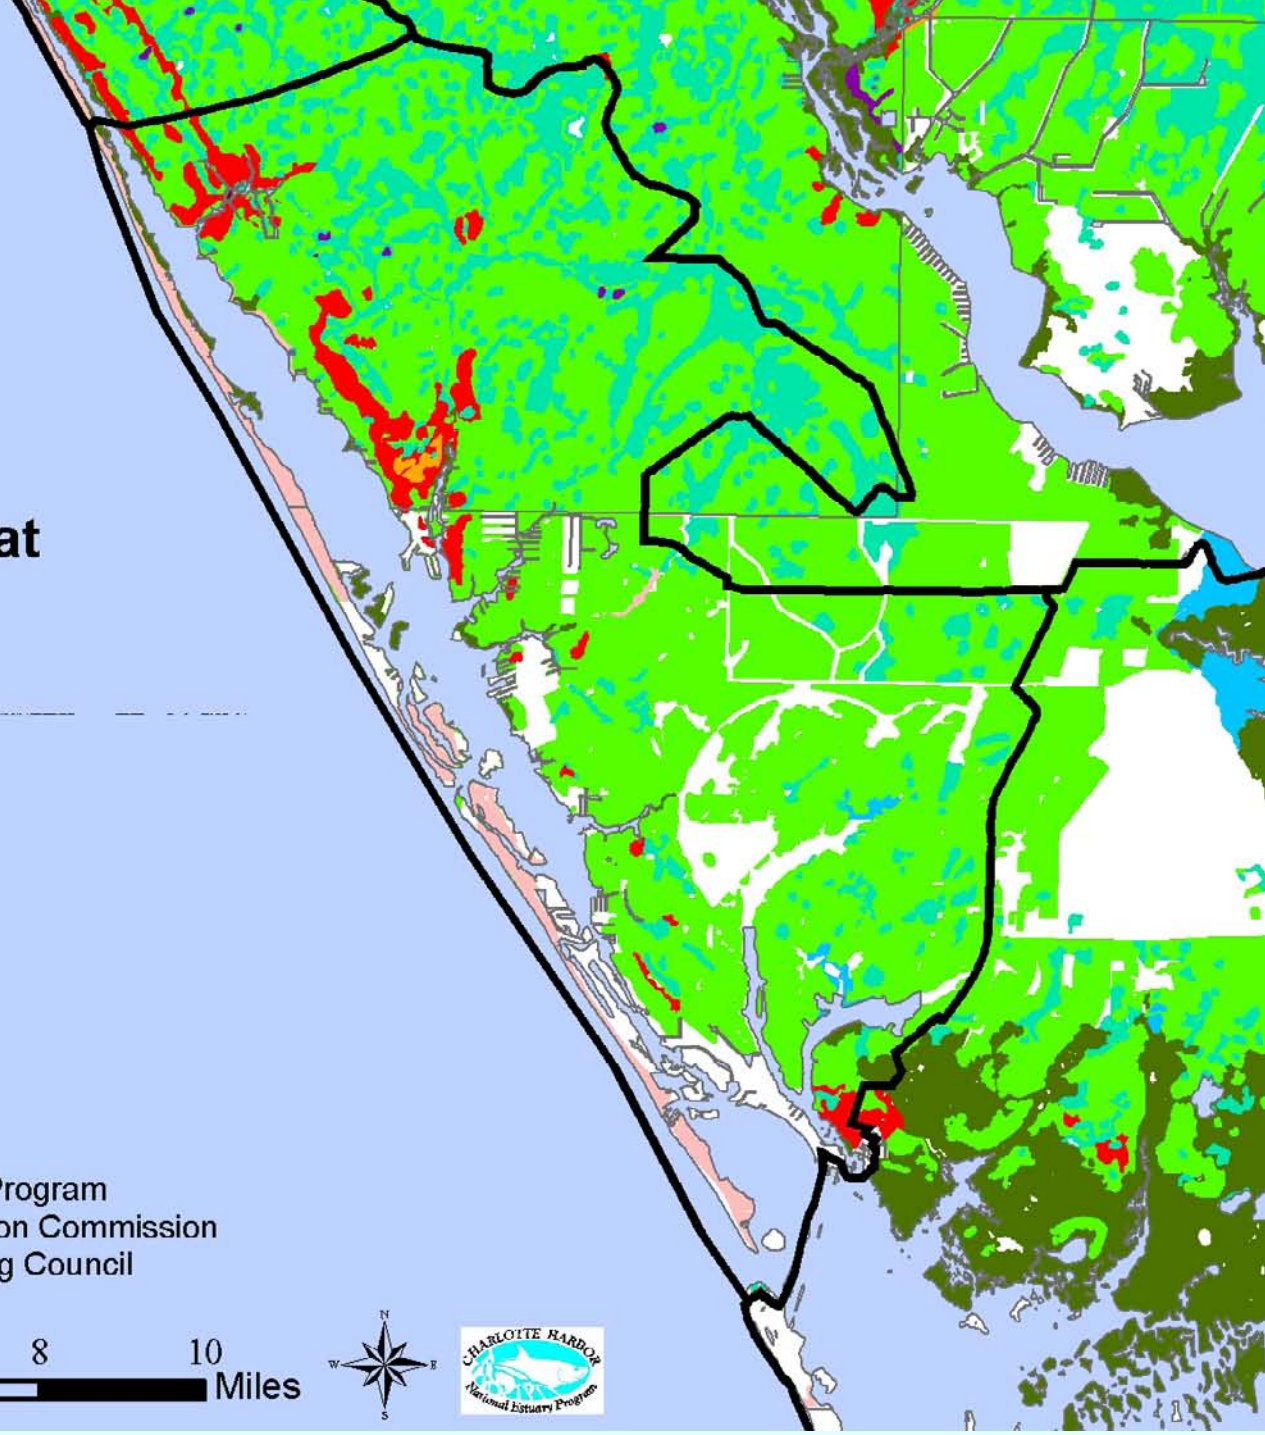 at
Program
on Commission
g Council
8 10
Miles
N
W E
S
CHARLOTTE HARBOR
National Estuary Program